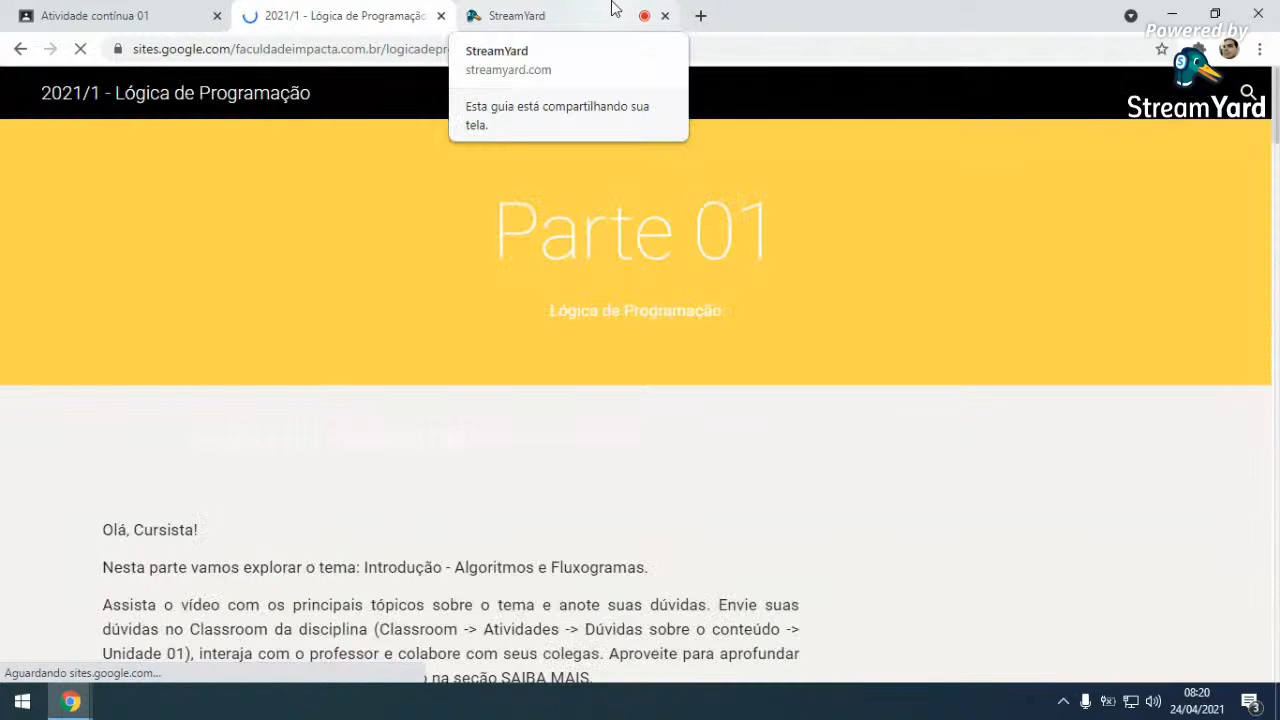 Atividade contínua 01
2021/1 - Lógica de Programação
StreamYard
Powered by
sites.google.com/faculdadeimpacta.com.br/logicadepr
StreamYard
streamyard.com
Esta guia está compartilhando sua
tela.
2021/1 - Lógica de Programação
StreamYard
Parte 01
Lógica de Programação
Olá, Cursista!
Nesta parte vamos explorar o tema: Introdução - Algoritmos e Fluxogramas.
Assista o vídeo com os principais tópicos sobre o tema e anote suas dúvidas. Envie suas
dúvidas no Classroom da disciplina (Classroom -> Atividades -> Dúvidas sobre o conteúdo ->
Unidade 01), interaja com o professor e colabore com seus colegas. Aproveite para aprofundar
na seção SAIBA MAIS.
Aguardando sites.google.com...
08:20
24/04/2021
3